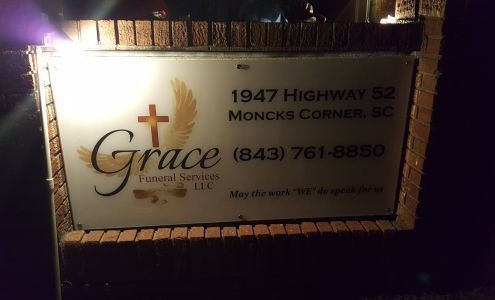 Grace
Funeral Services
LLC
1947 Highway 52
Moncks Corner, SC
(843) 761-8850
May the work "WE" do speak for us